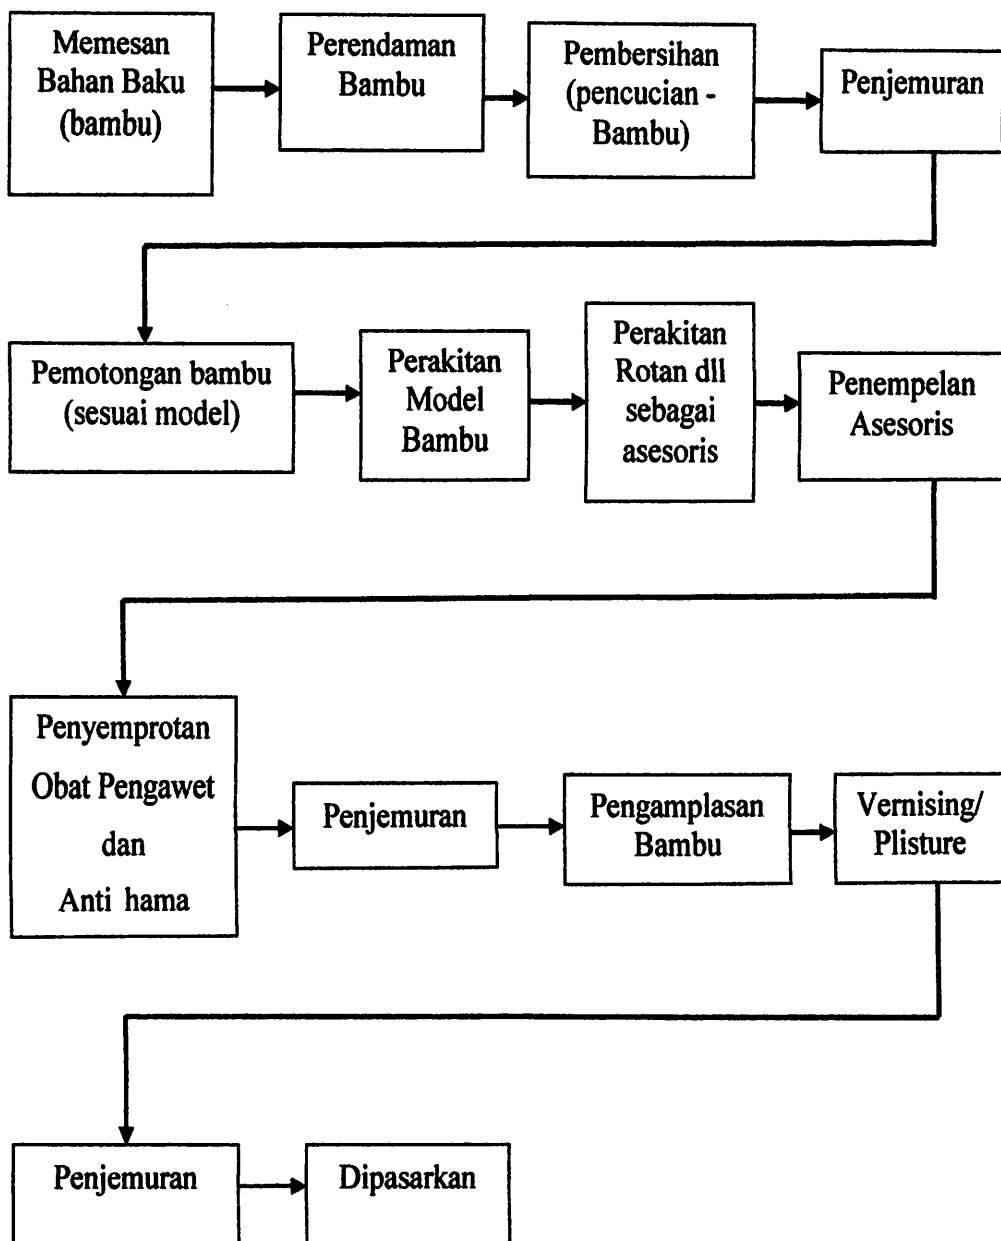 Memesan
Bahan Baku
(bambu)
Perendaman
Bambu
Pembersihan
(pencucian -
Bambu)
Penjemuran
Pemotongan bambu
(sesuai model)
Perakitan
Model
Bambu
Perakitan
Rotan dll
sebagai
asesoris
Penempelan
Asesoris
Penyemprotan
Obat Pengawet
dan
Anti hama
Penjemuran
Pengamplasan
Bambu
Vernising/
Plisture
Penjemuran
Dipasarkan